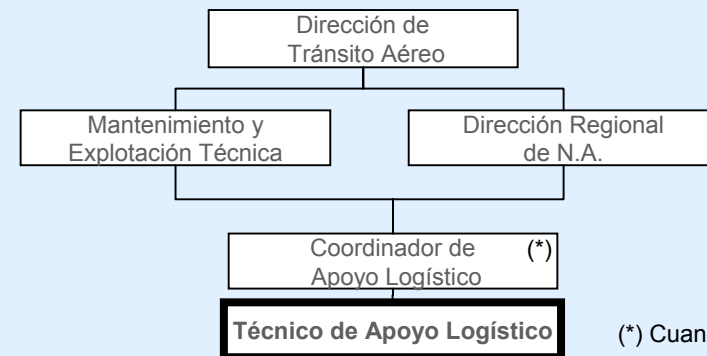 Dirección de
Tránsito Aéreo
Mantenimiento y
Explotación Técnica
Dirección Regional
de N.A.
Coordinador de (*)
Apoyo Logístico
Técnico de Apoyo Logístico
(*) Cuan